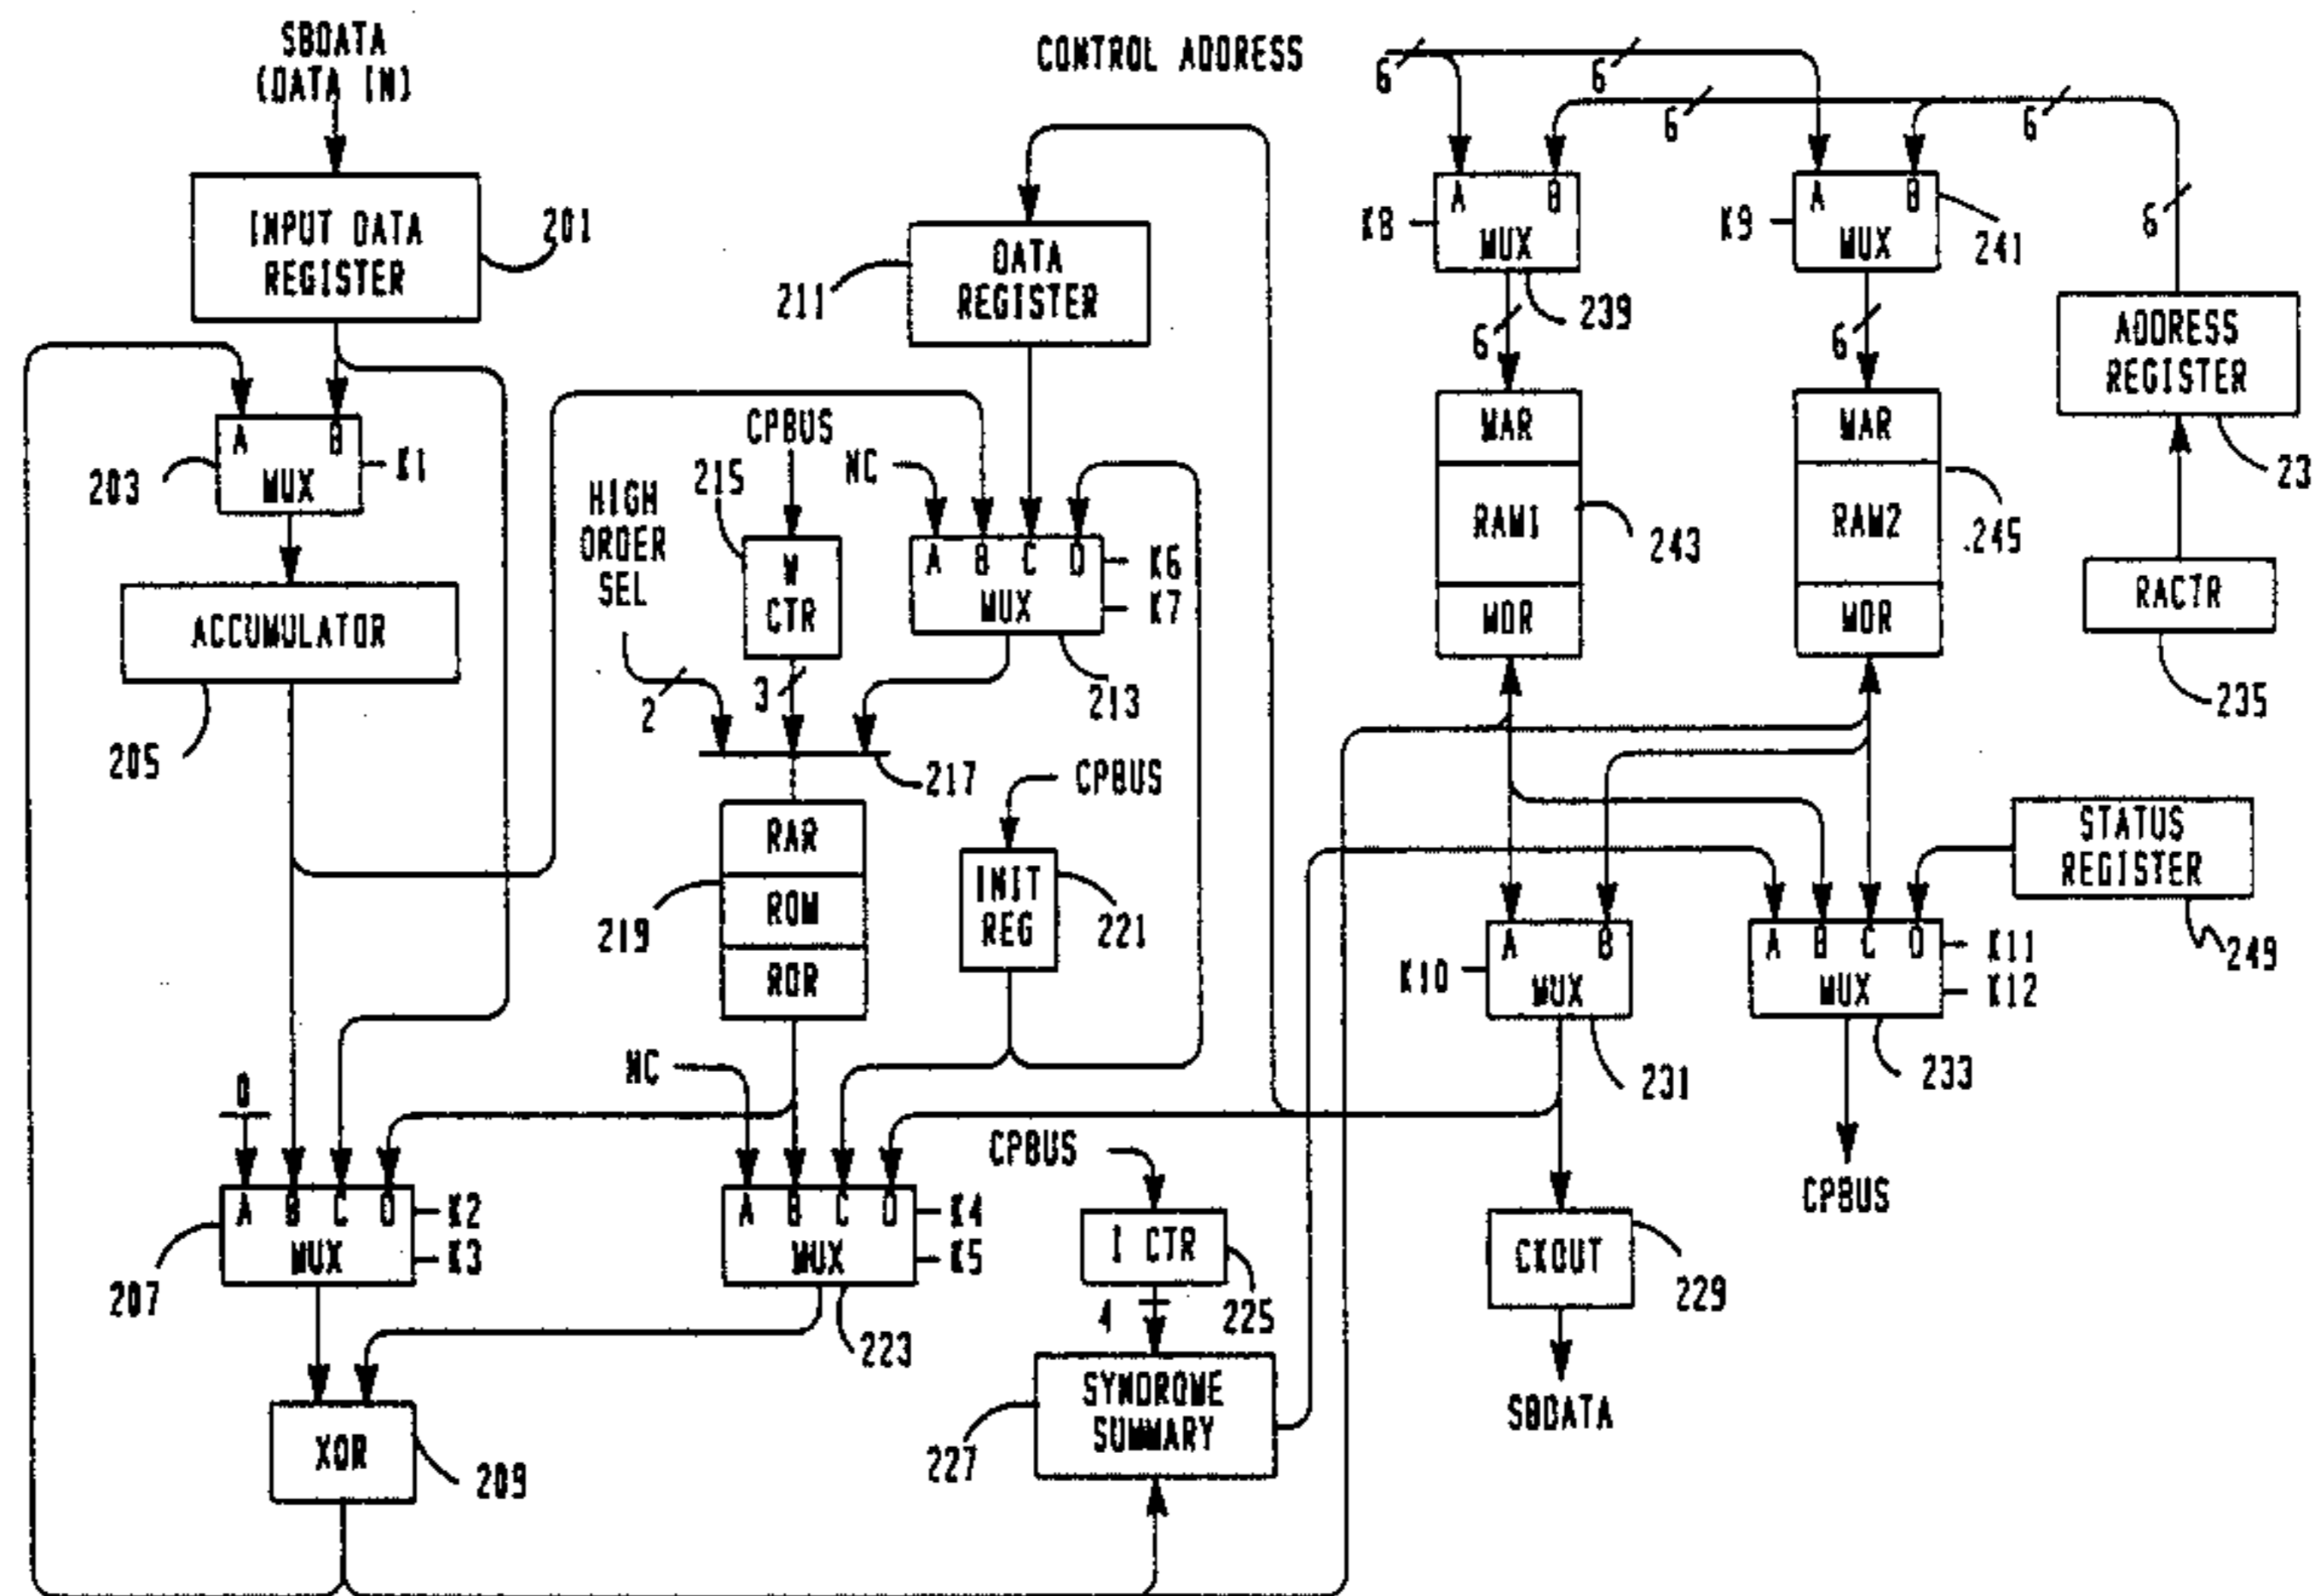 SBDATA
(DATA IN)
CONTROL ADDRESS
6
6
6
6
INPUT DATA
REGISTER
201
DATA
REGISTER
211
K8
A B
MUX
239
K9
A B
MUX
241
6
ADDRESS
REGISTER
23
6
6
A B
MUX
K1
203
CPBUS
215
HIGH
ORDER
SEL
W
CTR
NC
A B C D
MUX
K6
K7
213
MAR
RAM1
MDR
243
MAR
RAM2
MDR
245
RACTR
235
ACCUMULATOR
205
2
3
217
CPBUS
RAR
ROM
ROR
219
INIT
REG
221
STATUS
REGISTER
249
K10
A B
MUX
231
A B C D
MUX
K11
K12
233
CPBUS
0
A B C D
MUX
K2
K3
207
NC
A B C D
MUX
K4
K5
223
CPBUS
I CTR
225
4
SYNDROME
SUMMARY
227
CXOUT
229
SBDATA
XOR
209